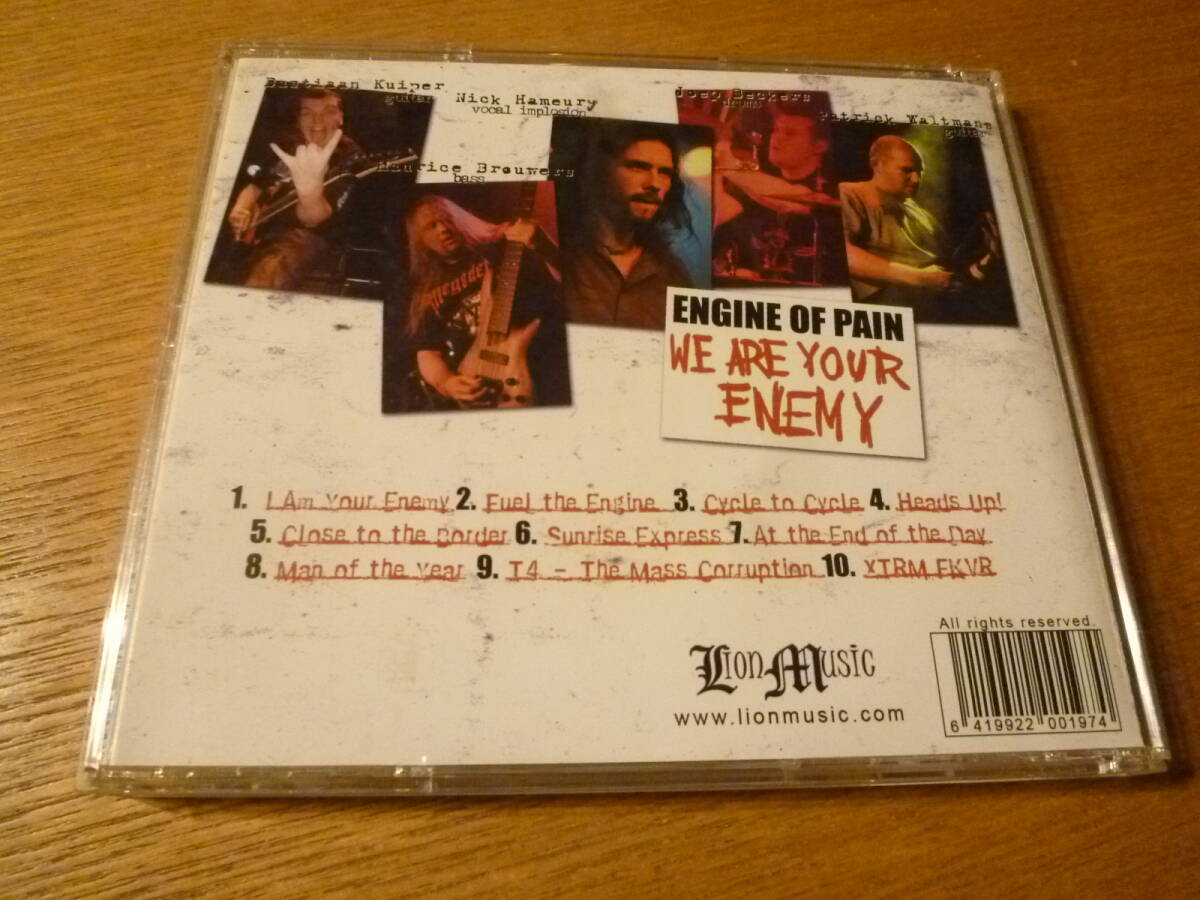 Bastiaan Kuiper
guitar
Nick Hameury
vocal implosion
Joep Beckers
drums
Patrick Waltmans
guitar
Maurice Brouwers
bass
ENGINE OF PAIN
WE ARE YOUR
ENEMY
1. I Am Your Enemy 2. Fuel the Engine 3. Cycle to Cycle 4. Heads Up!
5. Close to the Border 6. Sunrise Express 7. At the End of the Day
8. Man of the Year 9. T4 - The Mass Corruption 10. XTRM FKVR
All rights reserved.
Lion Music
www.lionmusic.com
6 419922 001974